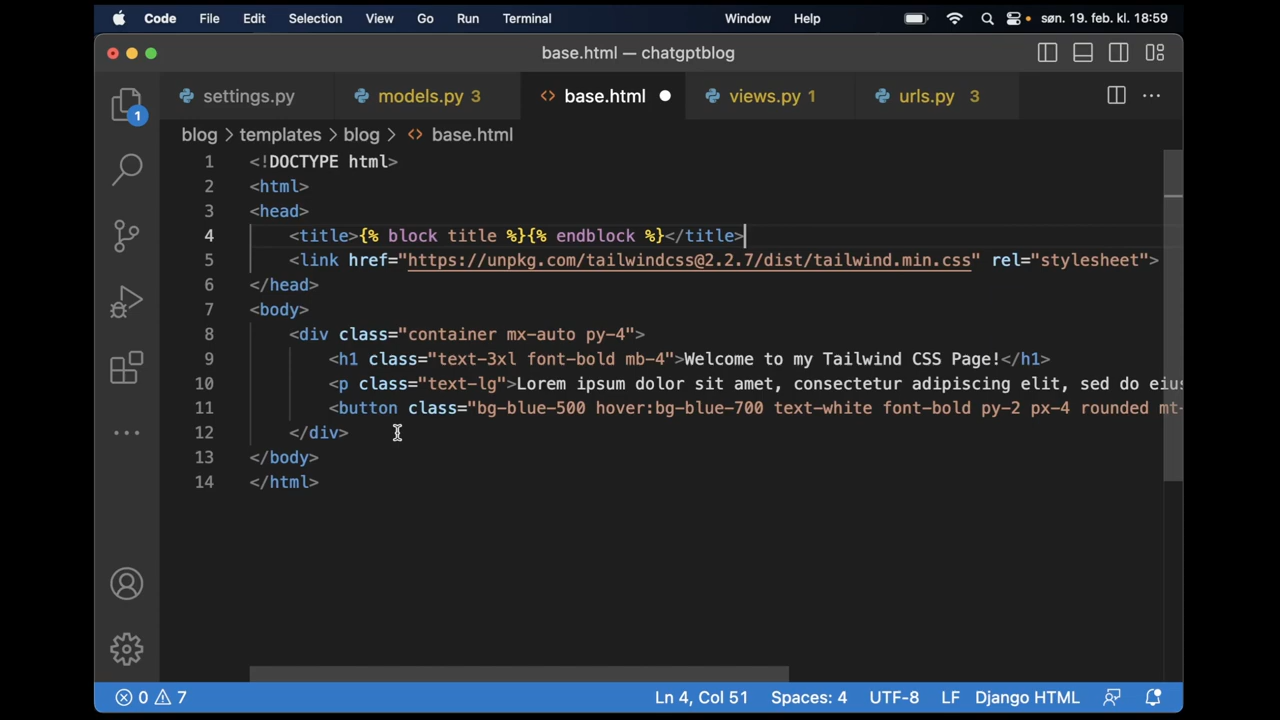 Code File Edit Selection View Go Run Terminal Window Help søn. 19. feb. kl. 18:59
base.html — chatgptblog
settings.py models.py 3 <> base.html views.py 1 urls.py 3 ...
1
blog > templates > blog > <> base.html
1 <!DOCTYPE html>
2 <html>
3 <head>
4 <title>{% block title %}{% endblock %}</title>
5 <link href="https://unpkg.com/tailwindcss@2.2.7/dist/tailwind.min.css" rel="stylesheet">
6 </head>
7 <body>
8 <div class="container mx-auto py-4">
9 <h1 class="text-3xl font-bold mb-4">Welcome to my Tailwind CSS Page!</h1>
10 <p class="text-lg">Lorem ipsum dolor sit amet, consectetur adipiscing elit, sed do eius
11 <button class="bg-blue-500 hover:bg-blue-700 text-white font-bold py-2 px-4 rounded mt-
12 </div>
13 </body>
14 </html>
0 7 Ln 4, Col 51 Spaces: 4 UTF-8 LF Django HTML